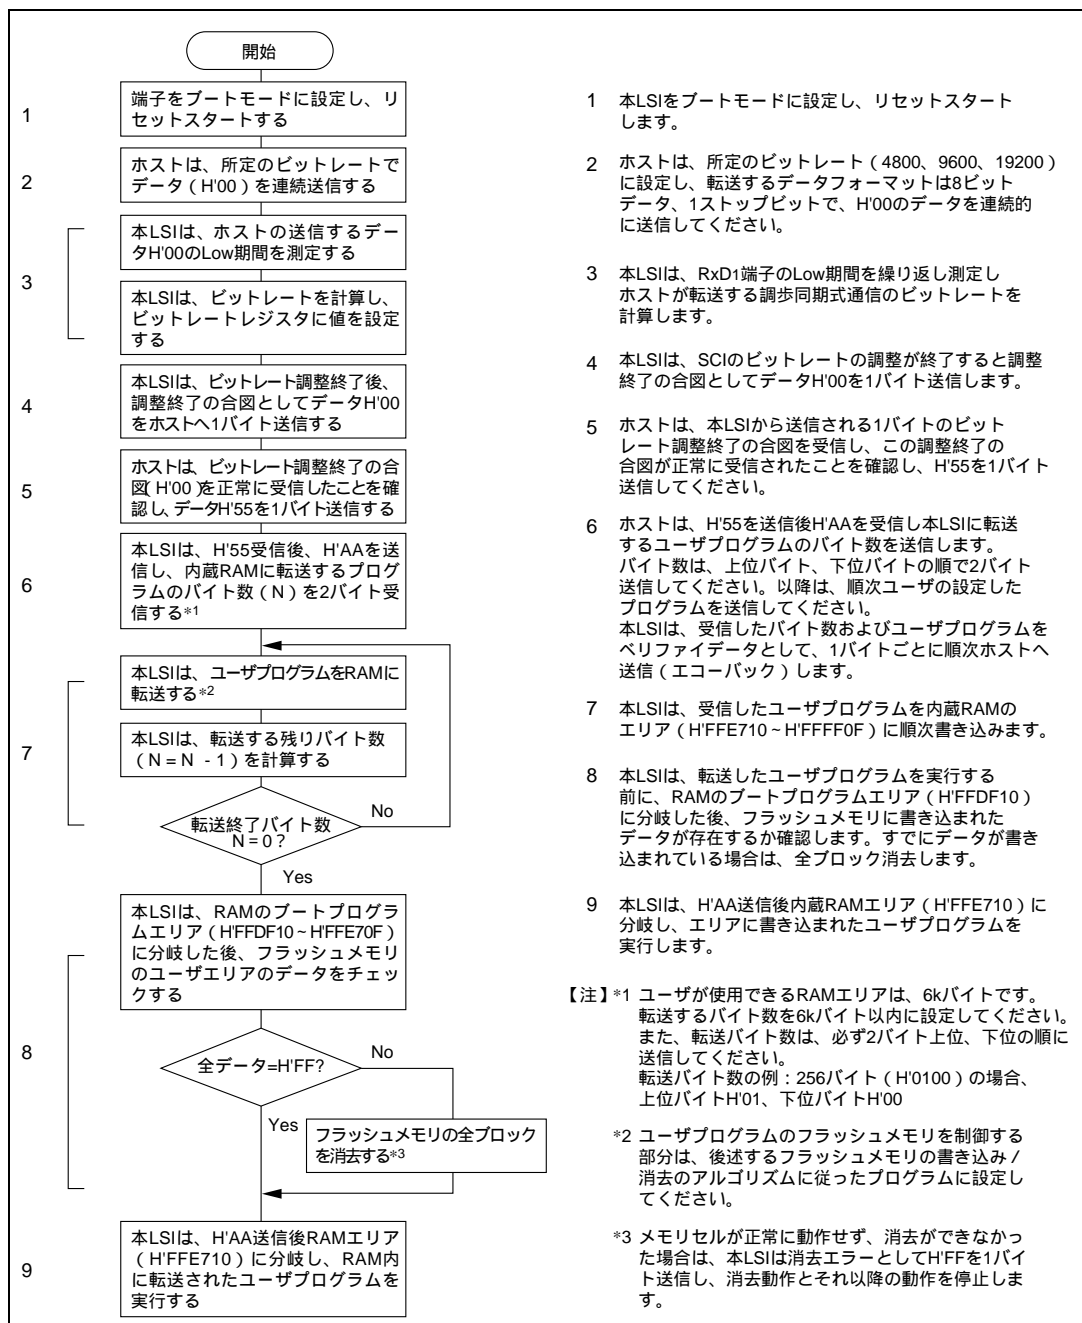 開始
1
端子をブートモードに設定し、リ
セットスタートする
2
ホストは、所定のビットレートで
データ（H'00）を連続送信する
3
本LSIは、ホストの送信するデー
タH'00のLow期間を測定する
本LSIは、ビットレートを計算し、
ビットレートレジスタに値を設定
する
4
本LSIは、ビットレート調整終了後、
調整終了の合図としてデータH'00
をホストへ1バイト送信する
5
ホストは、ビットレート調整終了の合
図（H'00）を正常に受信したことを確
認し、データH'55を1バイト送信する
6
本LSIは、H'55受信後、H'AAを送
信し、内蔵RAMに転送するプログラ
ムのバイト数（N）を2バイト受
信する*1
7
本LSIは、ユーザプログラムをRAMに
転送する*2
本LSIは、転送する残りバイト数
（N＝N - 1）を計算する
転送終了バイト数
N＝0？
No
Yes
8
本LSIは、RAMのブートプログラ
ムエリア（H'FFDF10～H'FFE70F）
に分岐した後、フラッシュメモリ
のユーザエリアのデータをチェッ
クする
全データ=H'FF?
No
Yes
フラッシュメモリの全ブロック
を消去する*3
9
本LSIは、H'AA送信後RAMエリア
（H'FFE710）に分岐し、RAM内
に転送されたユーザプログラムを
実行する
1 本LSIをブートモードに設定し、リセットスタート
します。
2 ホストは、所定のビットレート（4800、9600、19200）
に設定し、転送するデータフォーマットは8ビット
データ、1ストップビットで、H'00のデータを連続的
に送信してください。
3 本LSIは、RxD1端子のLow期間を繰り返し測定し
ホストが転送する調歩同期式通信のビットレートを
計算します。
4 本LSIは、SCIのビットレートの調整が終了すると調整
終了の合図としてデータH'00を1バイト送信します。
5 ホストは、本LSIから送信される1バイトのビット
レート調整終了の合図を受信し、この調整終了の
合図が正常に受信されたことを確認し、H'55を1バイト
送信してください。
6 ホストは、H'55を送信後H'AAを受信し本LSIに転送
するユーザプログラムのバイト数を送信します。
バイト数は、上位バイト、下位バイトの順で2バイト
送信してください。以降は、順次ユーザの設定した
プログラムを送信してください。
本LSIは、受信したバイト数およびユーザプログラムを
ベリファイデータとして、1バイトごとに順次ホストへ
送信（エコーバック）します。
7 本LSIは、受信したユーザプログラムを内蔵RAMの
エリア（H'FFE710～H'FFFF0F）に順次書き込みます。
8 本LSIは、転送したユーザプログラムを実行する
前に、RAMのブートプログラムエリア（H'FFDF10）
に分岐した後、フラッシュメモリに書き込まれた
データが存在するか確認します。すでにデータが書き
込まれている場合は、全ブロック消去します。
9 本LSIは、H'AA送信後内蔵RAMエリア（H'FFE710）に
分岐し、エリアに書き込まれたユーザプログラムを
実行します。
【注】*1 ユーザが使用できるRAMエリアは、6kバイトです。
転送するバイト数を6kバイト以内に設定してください。
また、転送バイト数は、必ず2バイト上位、下位の順に
送信してください。
転送バイト数の例：256バイト（H'0100）の場合、
上位バイトH'01、下位バイトH'00
*2 ユーザプログラムのフラッシュメモリを制御する
部分は、後述するフラッシュメモリの書き込み／
消去のアルゴリズムに従ったプログラムに設定し
てください。
*3 メモリセルが正常に動作せず、消去ができなかっ
た場合は、本LSIは消去エラーとしてH'FFを1バイ
ト送信し、消去動作とそれ以降の動作を停止しま
す。